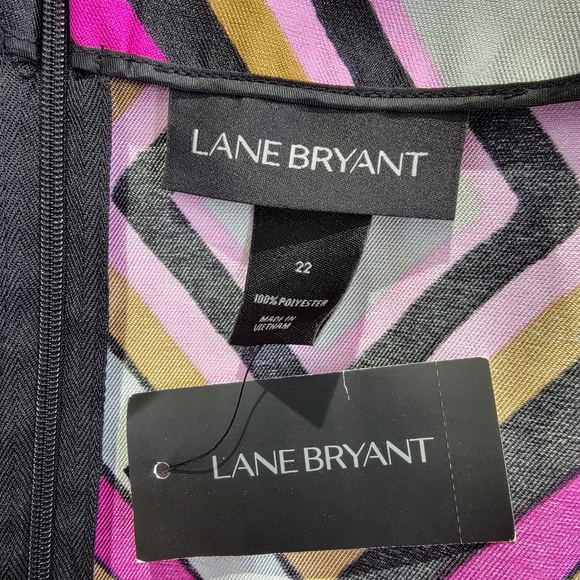 LANE BRYANT
22
100% POLYESTER
MADE IN
VIETNAM
LANE BRYANT